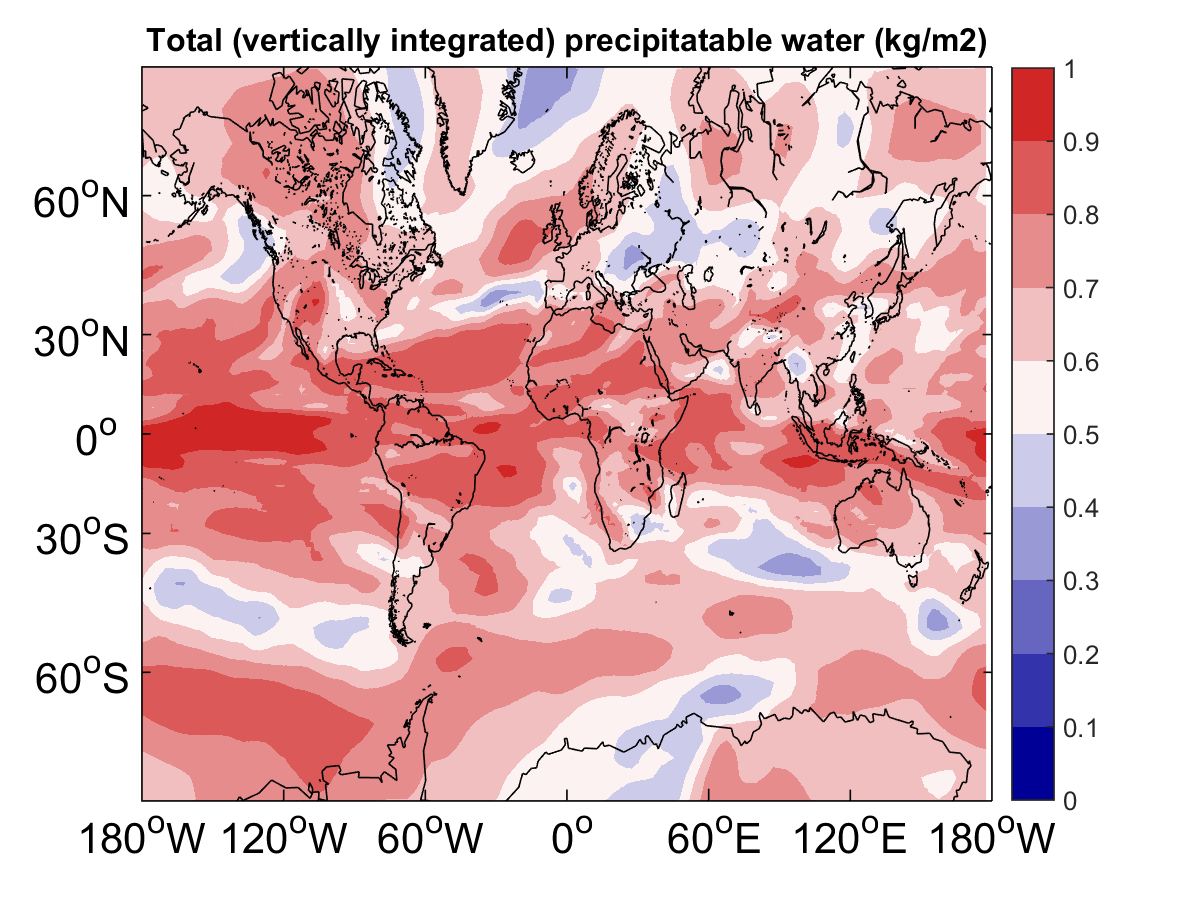 Total (vertically integrated) precipitatable water (kg/m2)
60°N
30°N
0°
30°S
60°S
180°W 120°W 60°W 0° 60°E 120°E 180°W
1
0.9
0.8
0.7
0.6
0.5
0.4
0.3
0.2
0.1
0